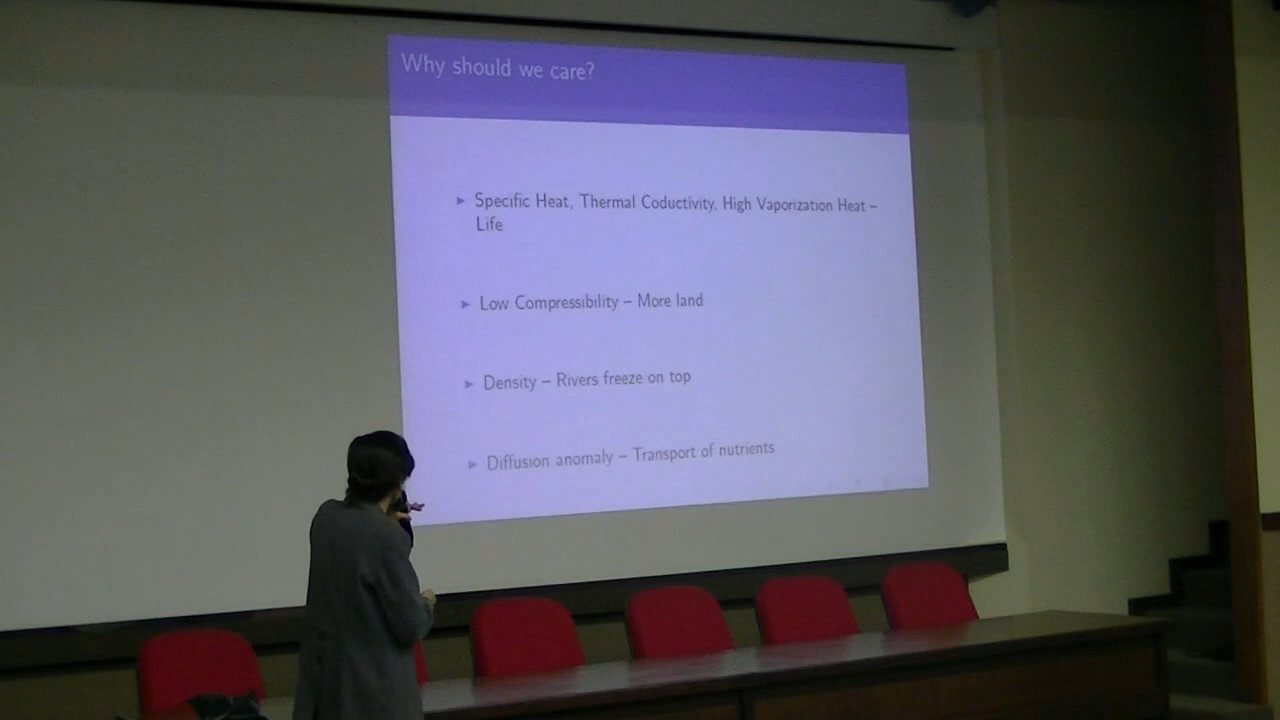 Why should we care?
► Specific Heat, Thermal Coductivity, High Vaporization Heat –
Life
► Low Compressibility – More land
► Density – Rivers freeze on top
► Diffusion anomaly – Transport of nutrients